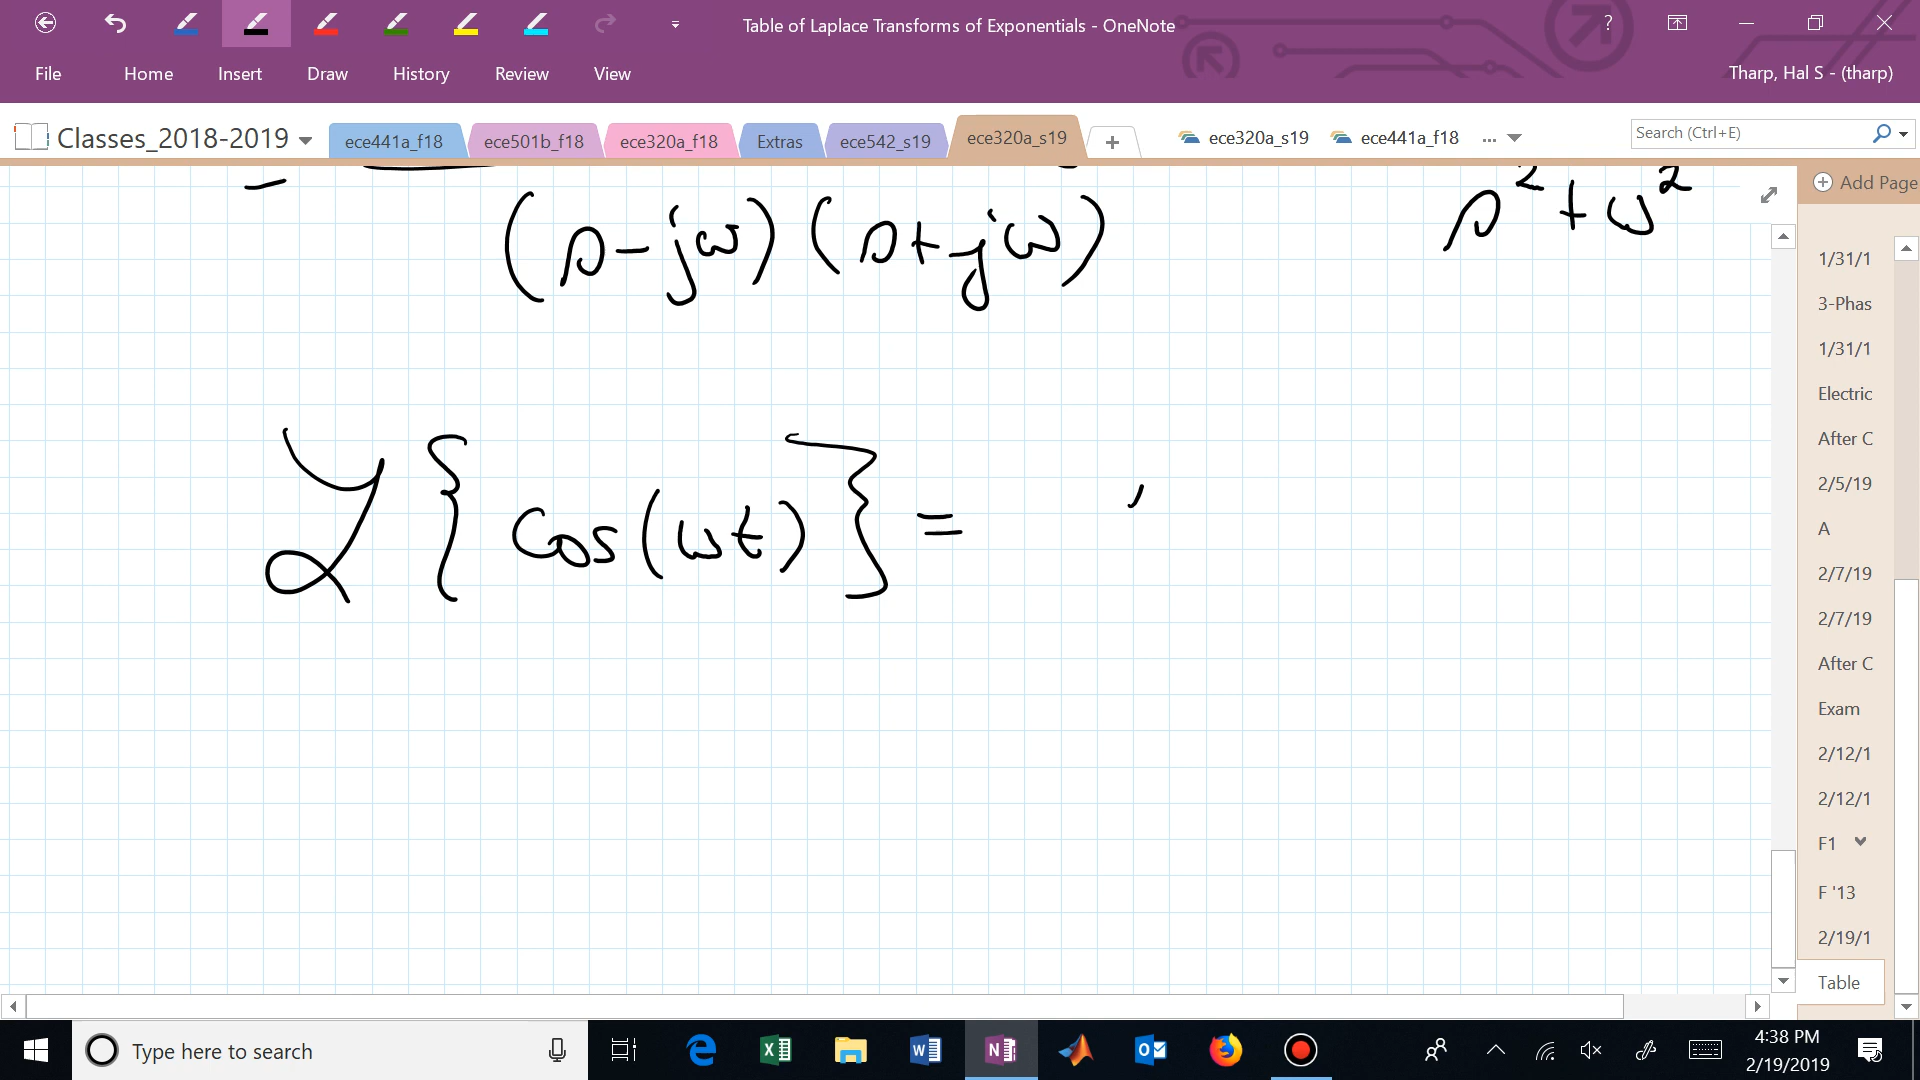 Table of Laplace Transforms of Exponentials - OneNote
?
File Home Insert Draw History Review View
Tharp, Hal S - (tharp)
Classes_2018-2019
ece441a_f18 ece501b_f18 ece320a_f18 Extras ece542_s19 ece320a_s19 +
ece320a_s19 ece441a_f18 ...
Search (Ctrl+E)
Add Page
s² + ω²
(s - jω)(s + jω)
ℒ{cos(ωt)} =
1/31/1
3-Phas
1/31/1
Electric
After C
2/5/19
A
2/7/19
2/7/19
After C
Exam
2/12/1
2/12/1
F1
F '13
2/19/1
Table
Type here to search
4:38 PM
2/19/2019